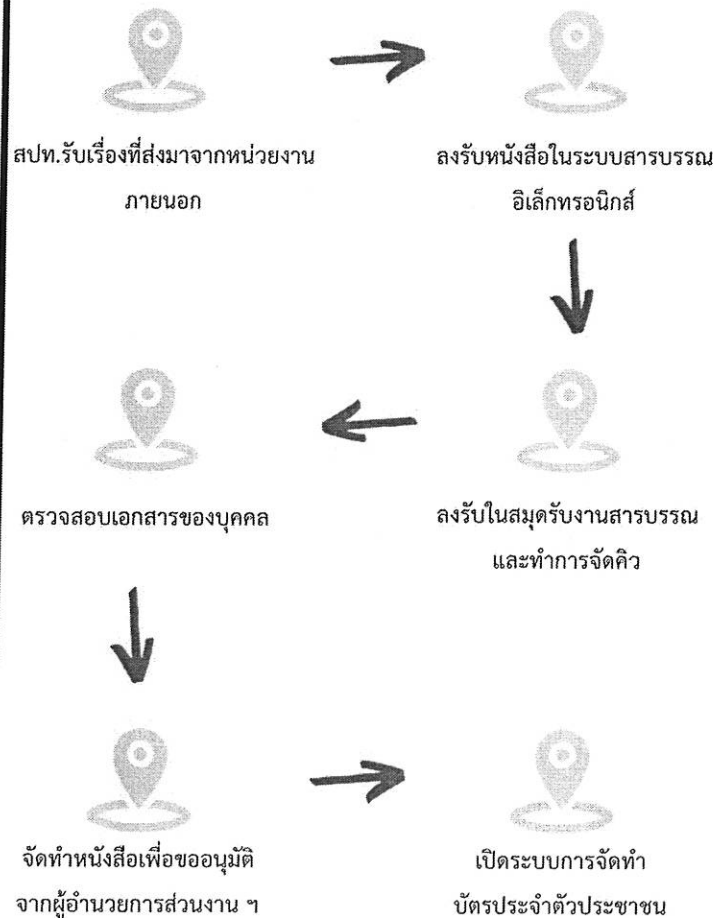 สปท.รับเรื่องที่ส่งมาจากหน่วยงาน
ภายนอก
ลงรับหนังสือในระบบสารบรรณ
อิเล็กทรอนิกส์
ลงรับในสมุดรับงานสารบรรณ
และทำการจัดคิว
ตรวจสอบเอกสารของบุคคล
จัดทำหนังสือเพื่อขออนุมัติ
จากผู้อำนวยการส่วนงาน ฯ
เปิดระบบการจัดทำ
บัตรประจำตัวประชาชน